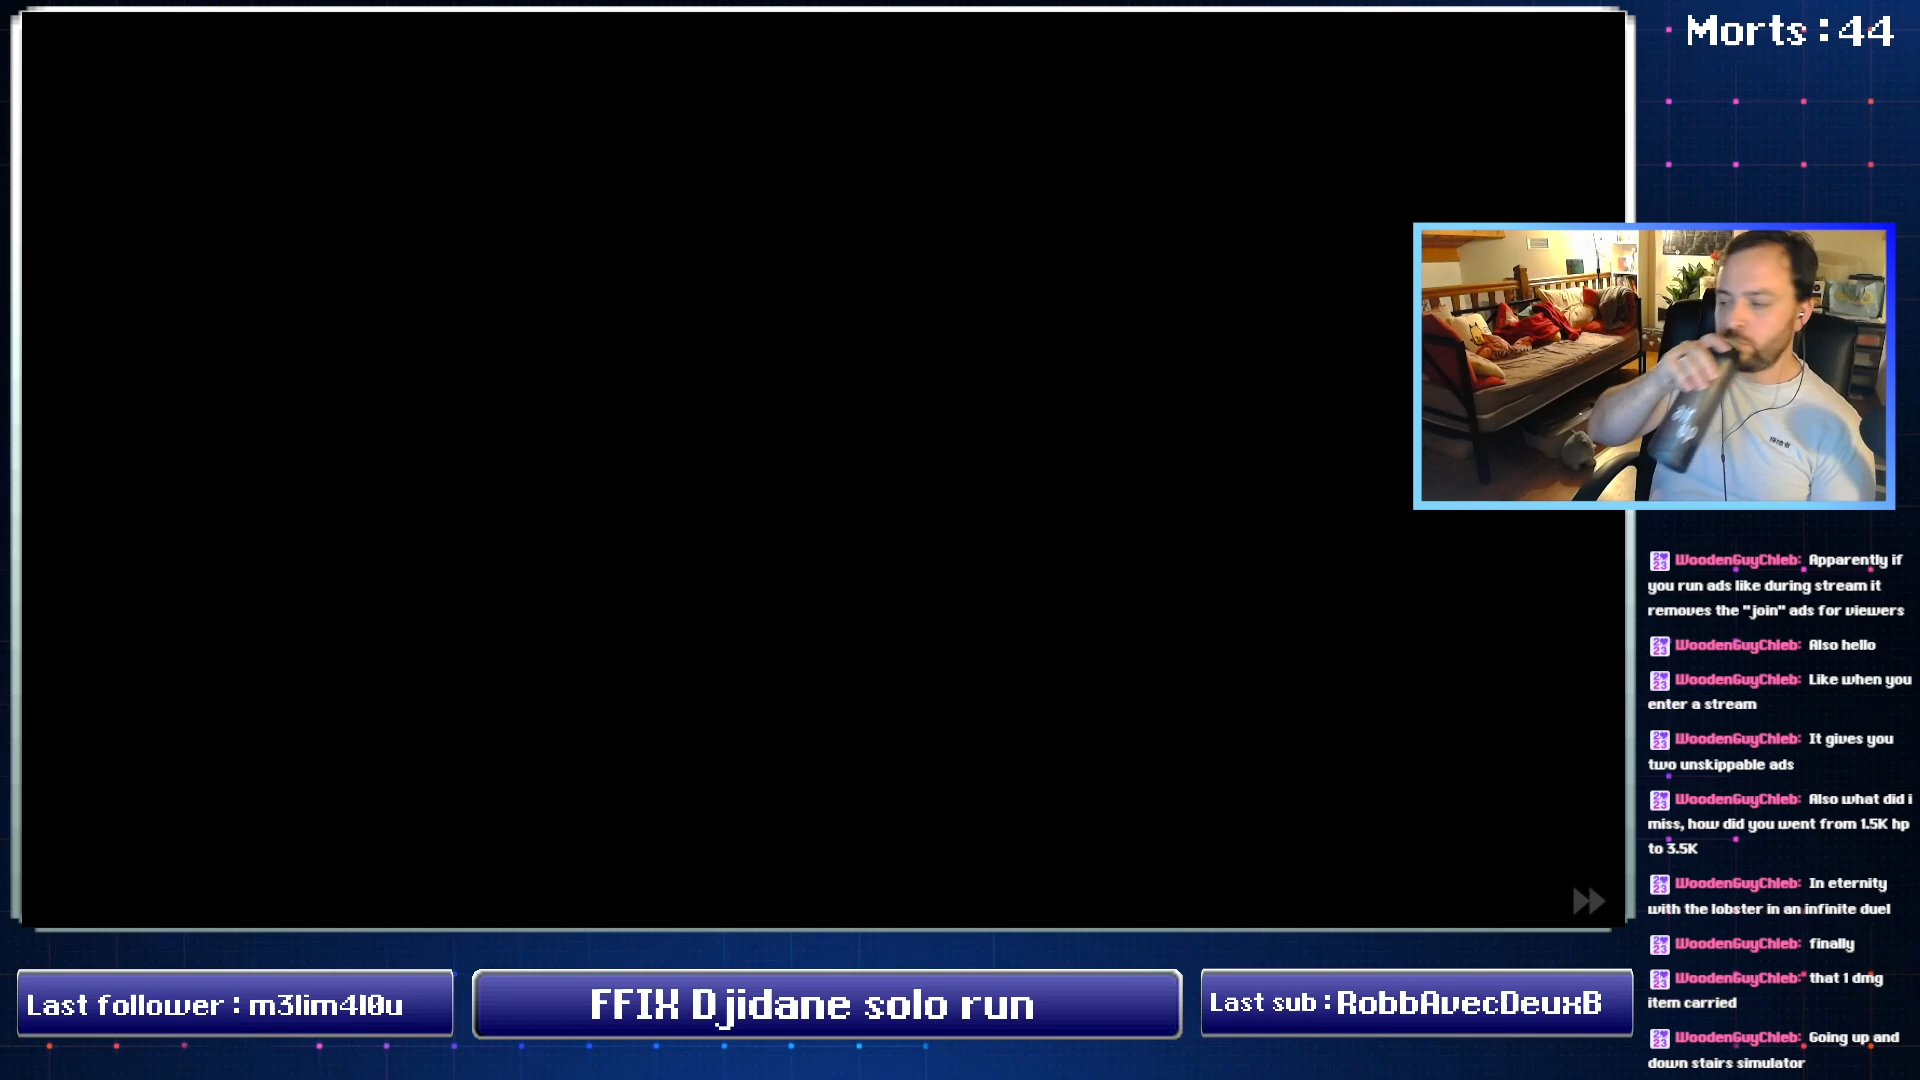 Morts : 44
WoodenGuyChleb: Apparently if
you run ads like during stream it
removes the "join" ads for viewers
WoodenGuyChleb: Also hello
WoodenGuyChleb: Like when you
enter a stream
WoodenGuyChleb: It gives you
two unskippable ads
WoodenGuyChleb: Also what did i
miss, how did you went from 1.5K hp
to 3.5K
WoodenGuyChleb: In eternity
with the lobster in an infinite duel
WoodenGuyChleb: finally
WoodenGuyChleb: that 1 dmg
item carried
WoodenGuyChleb: Going up and
down stairs simulator
Last follower : m3lim4l0u
FFIX Djidane solo run
Last sub : RobbAvecDeuxB